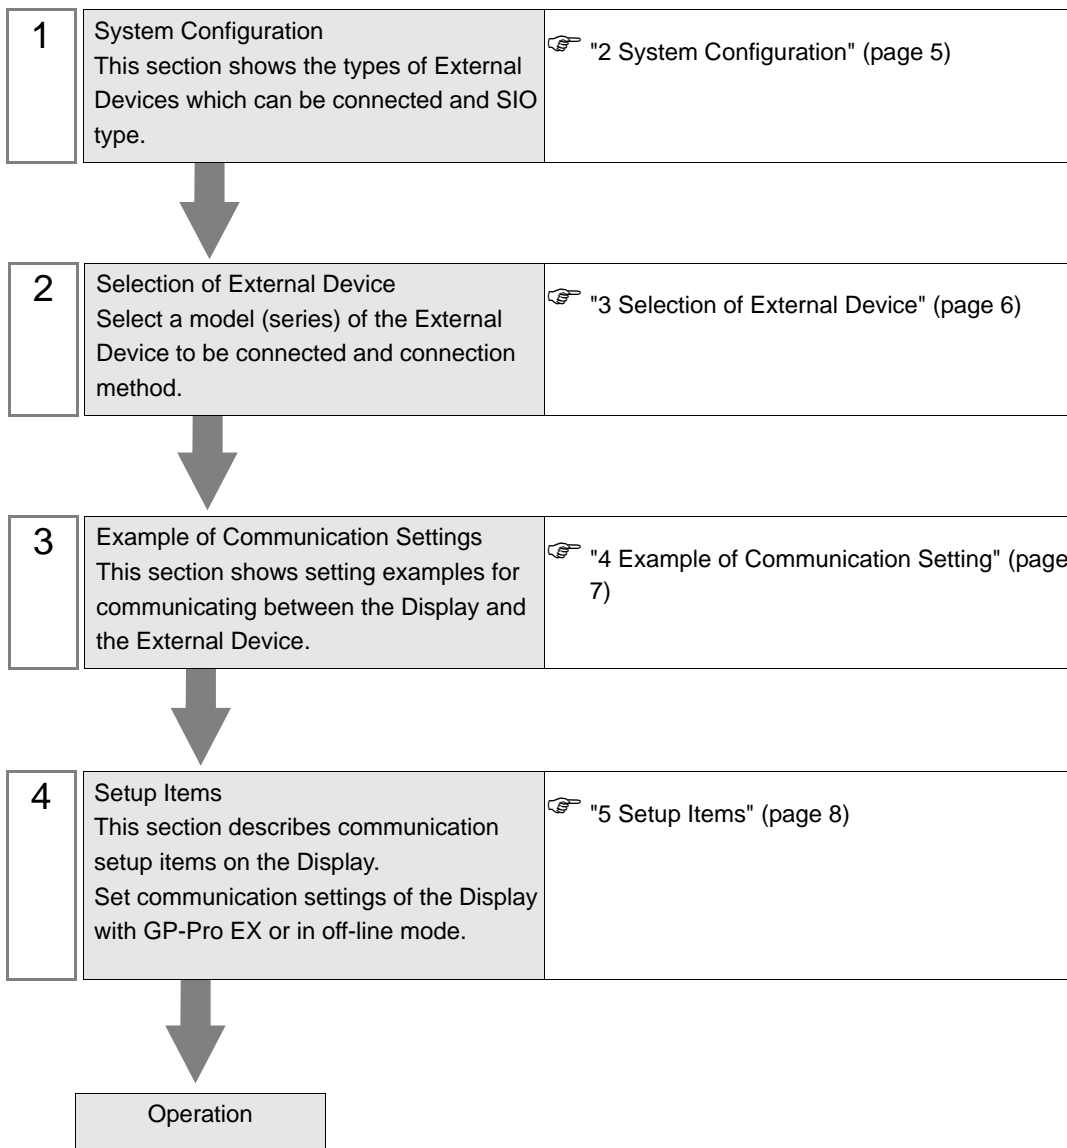 1
System Configuration
This section shows the types of External
Devices which can be connected and SIO
type.
"2 System Configuration" (page 5)
2
Selection of External Device
Select a model (series) of the External
Device to be connected and connection
method.
"3 Selection of External Device" (page 6)
3
Example of Communication Settings
This section shows setting examples for
communicating between the Display and
the External Device.
"4 Example of Communication Setting" (page
7)
4
Setup Items
This section describes communication
setup items on the Display.
Set communication settings of the Display
with GP-Pro EX or in off-line mode.
"5 Setup Items" (page 8)
Operation